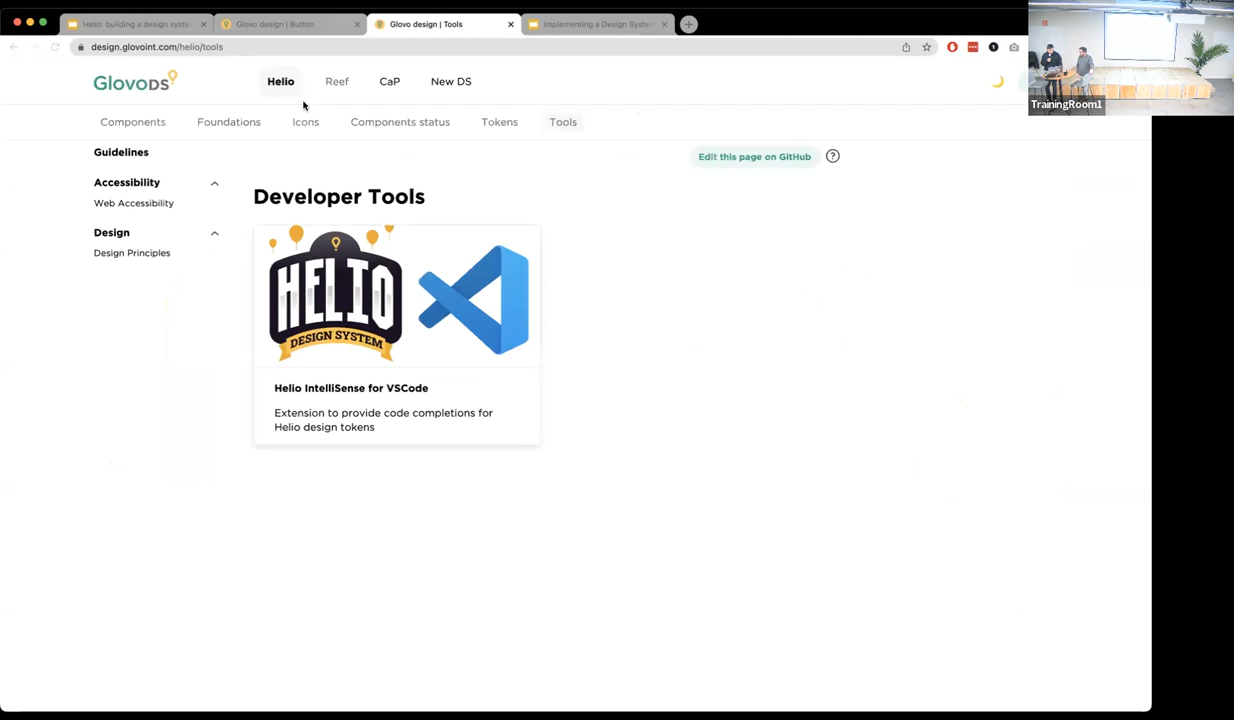 Helio: building a design syste
Glovo design | Button
Glovo design | Tools
Implementing a Design System
design.glovoint.com/helio/tools
TrainingRoom1
GlovoDS
Helio
Reef
CaP
New DS
Components
Foundations
Icons
Components status
Tokens
Tools
Guidelines
Edit this page on GitHub
?
Accessibility
Web Accessibility
Developer Tools
Design
Design Principles
HELIO
DESIGN SYSTEM
Helio IntelliSense for VSCode
Extension to provide code completions for
Helio design tokens